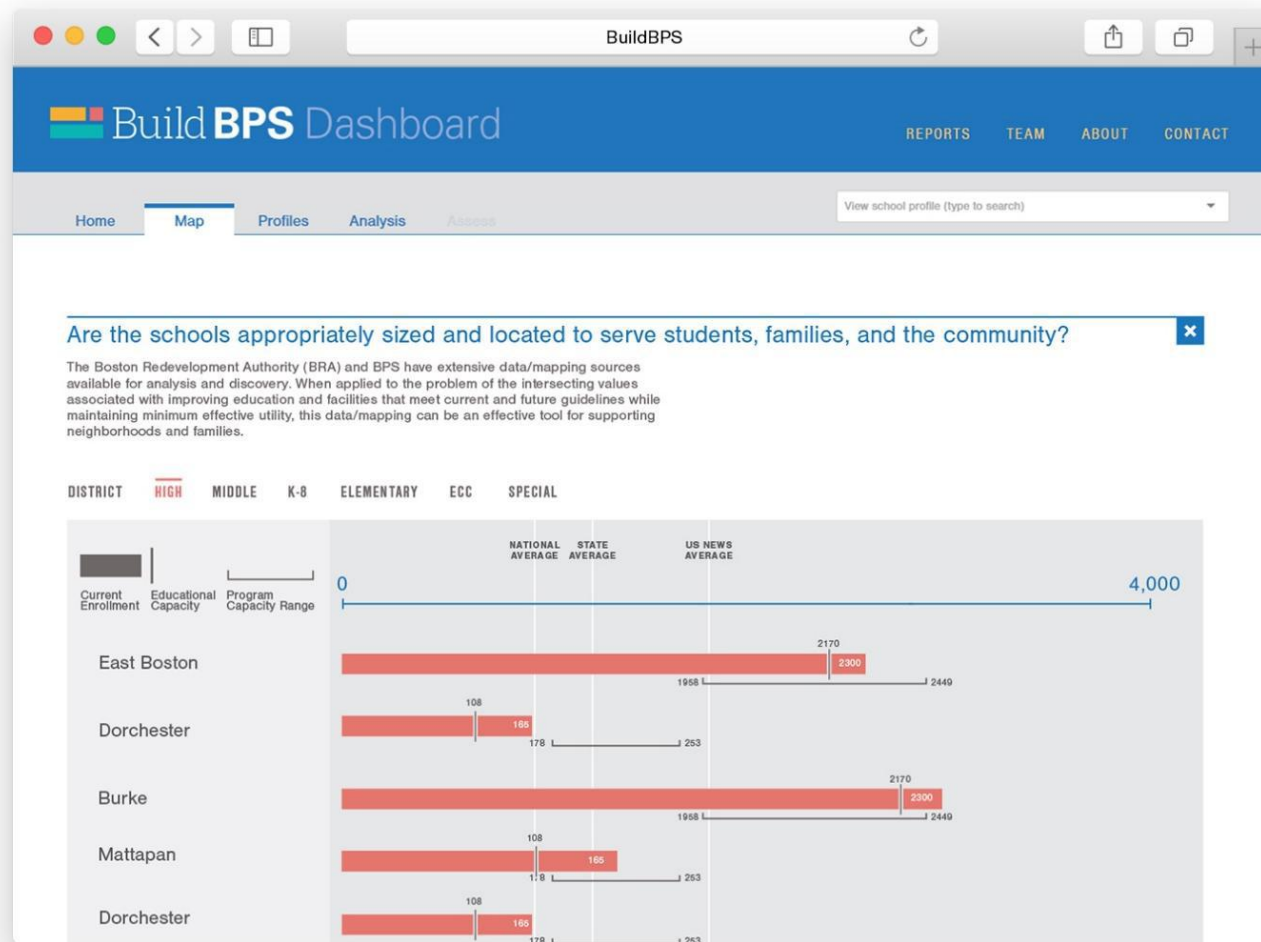 BuildBPS
Build BPS Dashboard
REPORTS TEAM ABOUT CONTACT
Home Map Profiles Analysis Assess
View school profile (type to search)
Are the schools appropriately sized and located to serve students, families, and the community?
The Boston Redevelopment Authority (BRA) and BPS have extensive data/mapping sources
available for analysis and discovery. When applied to the problem of the intersecting values
associated with improving education and facilities that meet current and future guidelines while
maintaining minimum effective utility, this data/mapping can be an effective tool for supporting
neighborhoods and families.
DISTRICT HIGH MIDDLE K-8 ELEMENTARY ECC SPECIAL
Current
Enrollment
Educational
Capacity
Program
Capacity Range
NATIONAL
AVERAGE
STATE
AVERAGE
US NEWS
AVERAGE
0 4,000
East Boston
2170
2300
1958 2449
Dorchester
108
165
178 253
Burke
2170
2300
1958 2449
Mattapan
108
165
178 253
Dorchester
108
165
178 253